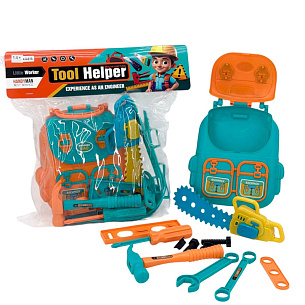 Little Worker
HANDYMAN
Tool Helper
EXPERIENCE AS AN ENGINEER